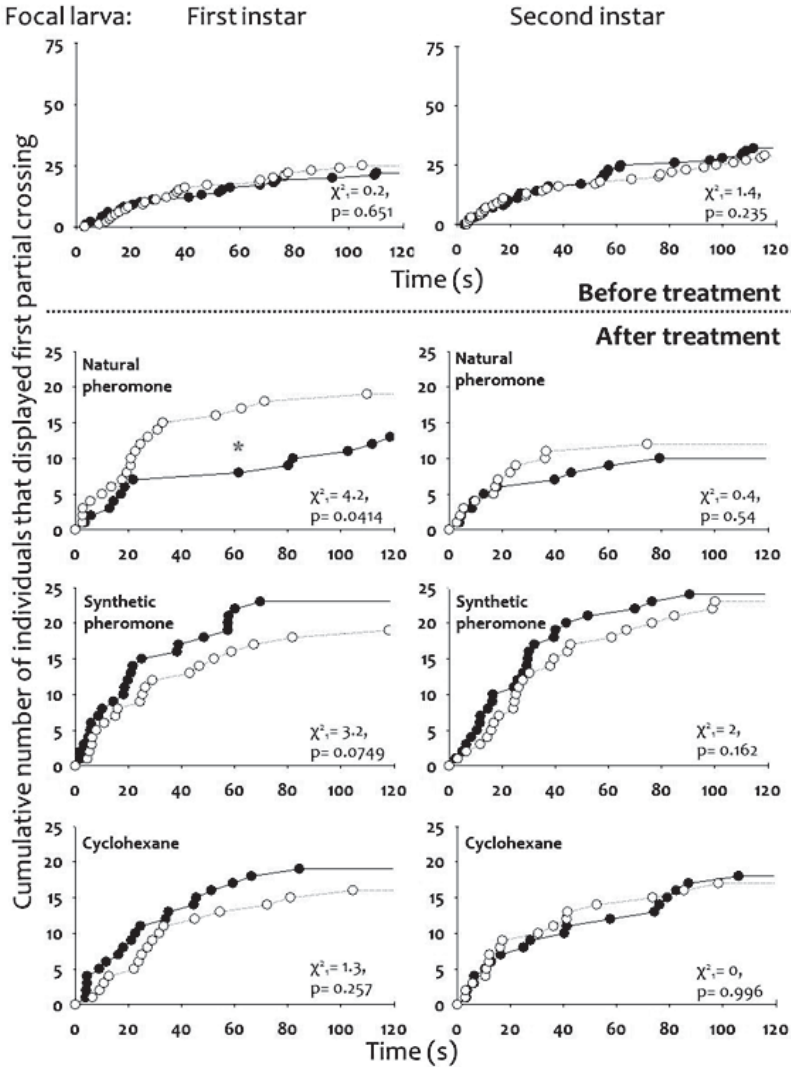 Focal larva: First instar Second instar
Cumulative number of individuals that displayed first partial crossing
75
50
25
0
χ²₁= 0.2,
p= 0.651
0 20 40 60 80 100 120
75
50
25
0
χ²₁= 1.4,
p= 0.235
0 20 40 60 80 100 120
Time (s)
Before treatment
After treatment
25
20
15
10
5
0
Natural
pheromone
*
χ²₁= 4.2,
p= 0.0414
0 20 40 60 80 100 120
25
20
15
10
5
0
Natural
pheromone
χ²₁= 0.4,
p= 0.54
0 20 40 60 80 100 120
25
20
15
10
5
0
Synthetic
pheromone
χ²₁= 3.2,
p= 0.0749
0 20 40 60 80 100 120
25
20
15
10
5
0
Synthetic
pheromone
χ²₁= 2,
p= 0.162
0 20 40 60 80 100 120
25
20
15
10
5
0
Cyclohexane
χ²₁= 1.3,
p= 0.257
0 20 40 60 80 100 120
25
20
15
10
5
0
Cyclohexane
χ²₁= 0,
p= 0.996
0 20 40 60 80 100 120
Time (s)